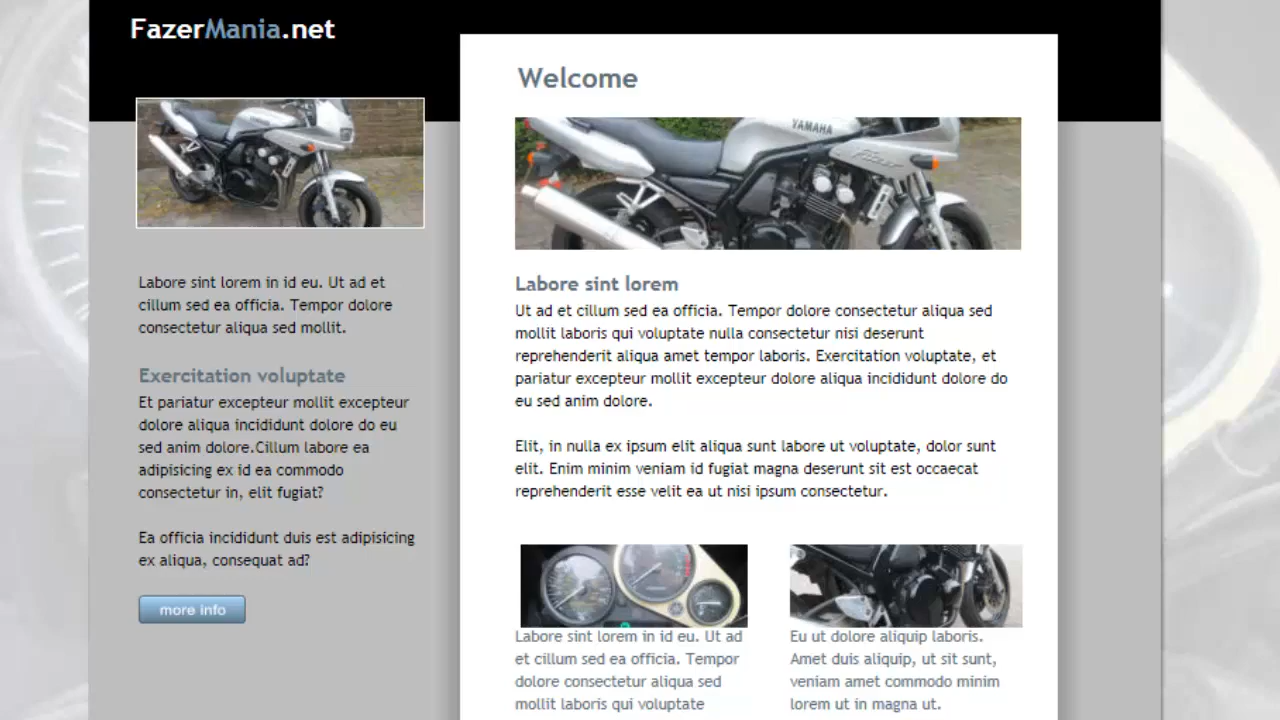 FazerMania.net
Labore sint lorem in id eu. Ut ad et
cillum sed ea officia. Tempor dolore
consectetur aliqua sed mollit.
Exercitation voluptate
Et pariatur excepteur mollit excepteur
dolore aliqua incididunt dolore do eu
sed anim dolore.Cillum labore ea
adipisicing ex id ea commodo
consectetur in, elit fugiat?
Ea officia incididunt duis est adipisicing
ex aliqua, consequat ad?
more info
Welcome
YAMAHA
Fazer
Labore sint lorem
Ut ad et cillum sed ea officia. Tempor dolore consectetur aliqua sed
mollit laboris qui voluptate nulla consectetur nisi deserunt
reprehenderit aliqua amet tempor laboris. Exercitation voluptate, et
pariatur excepteur mollit excepteur dolore aliqua incididunt dolore do
eu sed anim dolore.
Elit, in nulla ex ipsum elit aliqua sunt labore ut voluptate, dolor sunt
elit. Enim minim veniam id fugiat magna deserunt sit est occaecat
reprehenderit esse velit ea ut nisi ipsum consectetur.
Labore sint lorem in id eu. Ut ad
et cillum sed ea officia. Tempor
dolore consectetur aliqua sed
mollit laboris qui voluptate
Eu ut dolore aliquip laboris.
Amet duis aliquip, ut sit sunt,
veniam amet commodo minim
lorem ut in magna ut.